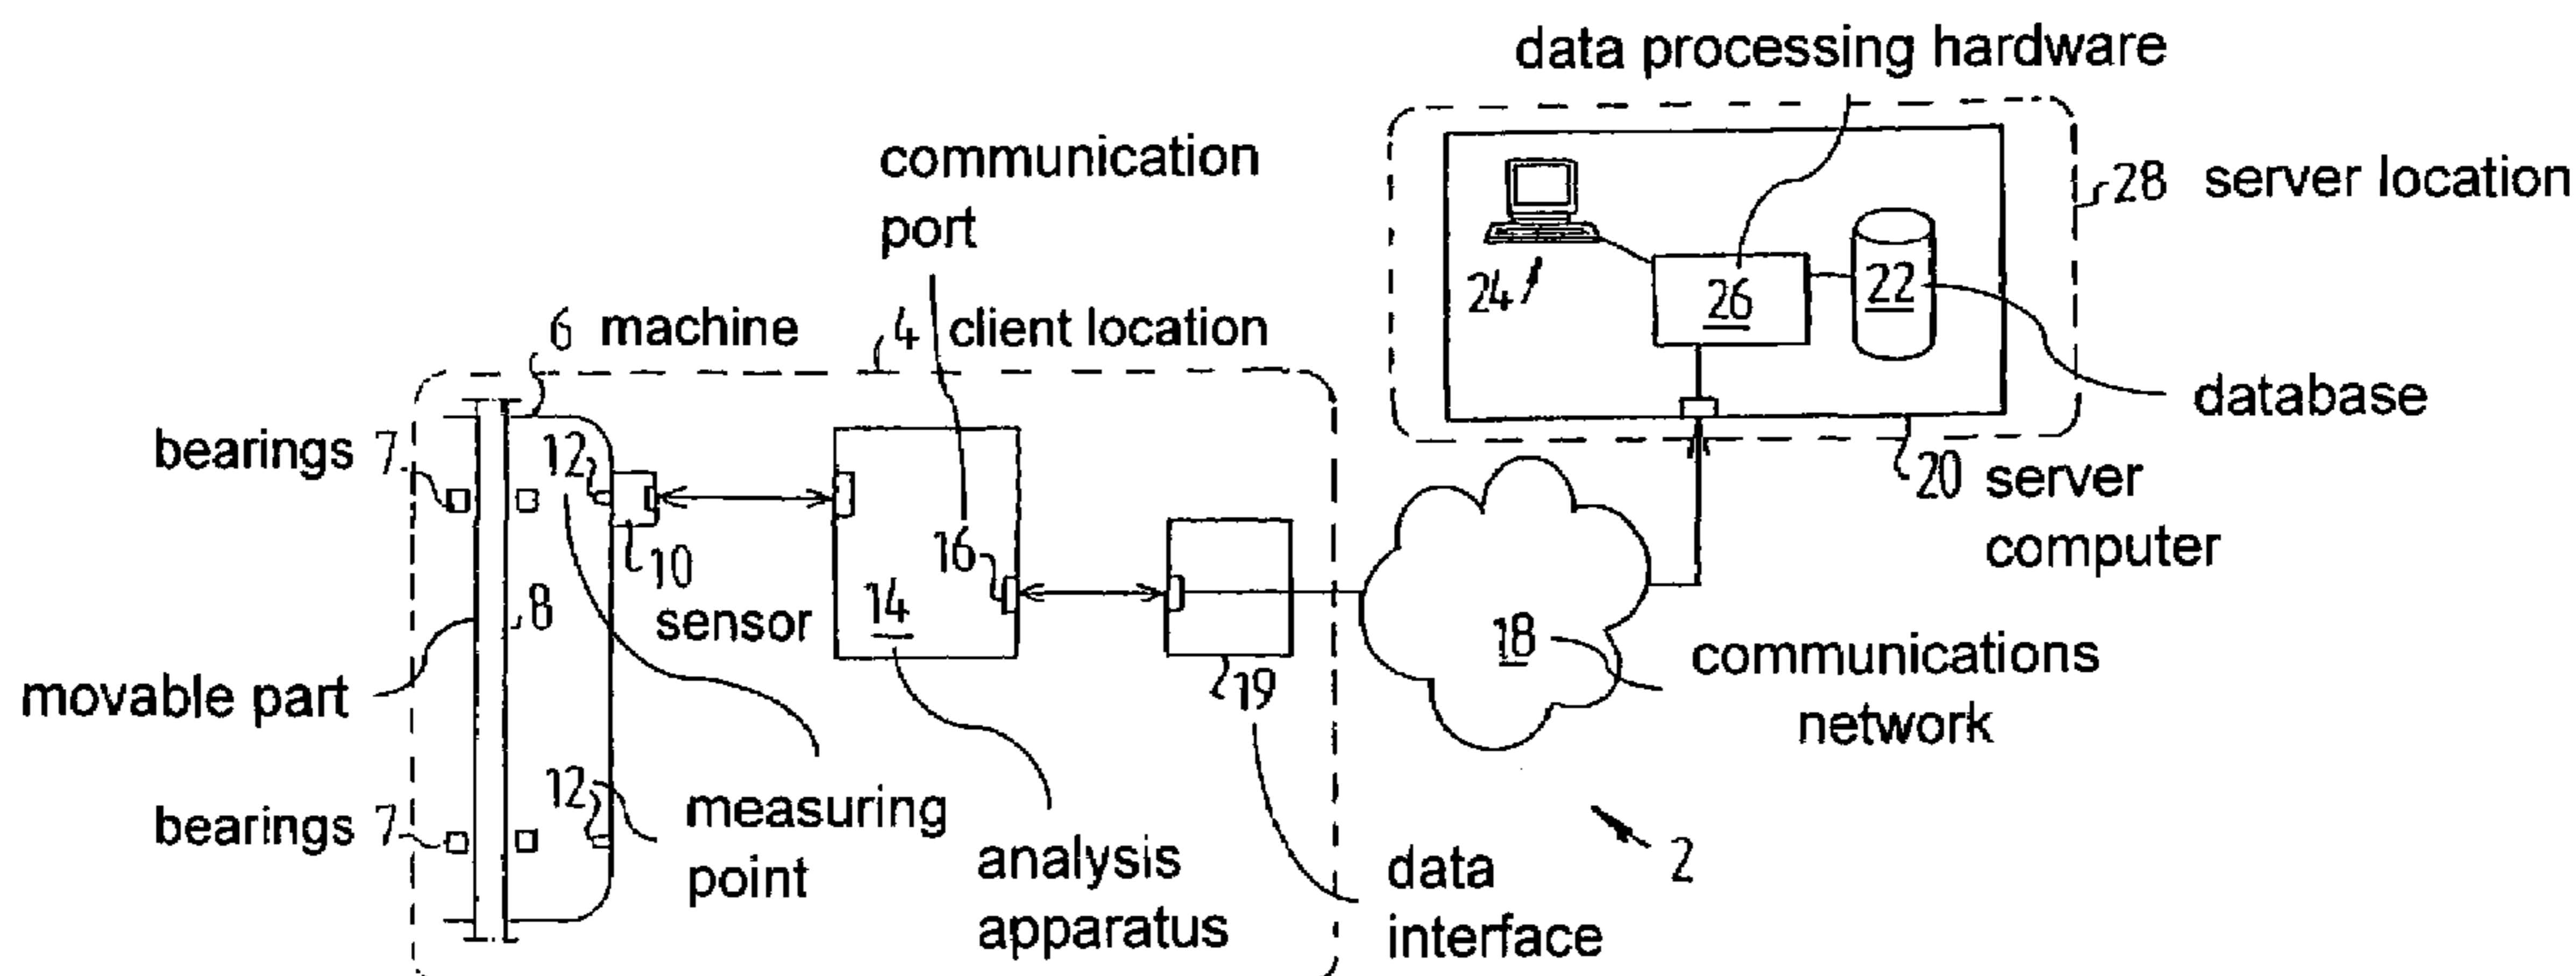 data processing hardware
communication
port
28 server location
24
26
22
6 machine
4 client location
database
bearings 7
12
10
sensor
16
14
8
20 server
computer
18
communications
network
movable part
19
12
measuring
point
bearings 7
analysis
apparatus
data
interface
2